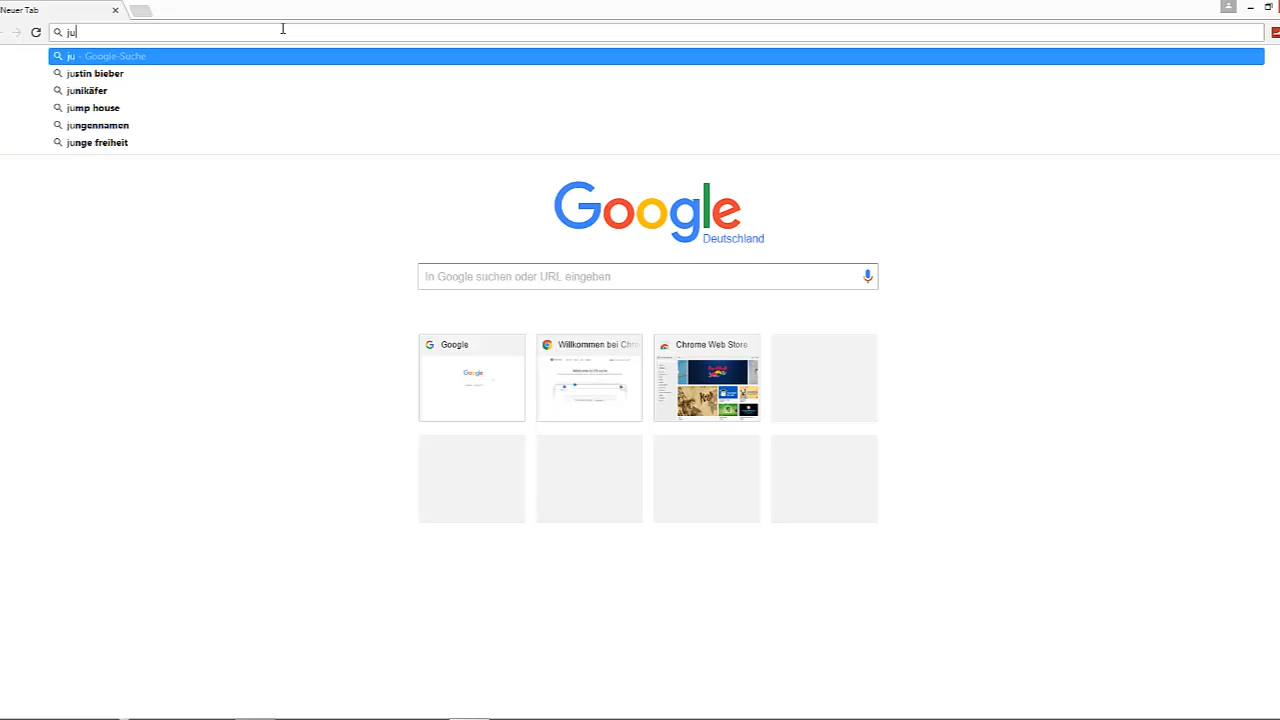 Neuer Tab
ju
ju - Google-Suche
justin bieber
junikäfer
jump house
jungennamen
junge freiheit
Google
Deutschland
In Google suchen oder URL eingeben
Google
Willkommen bei Chro
Chrome Web Store